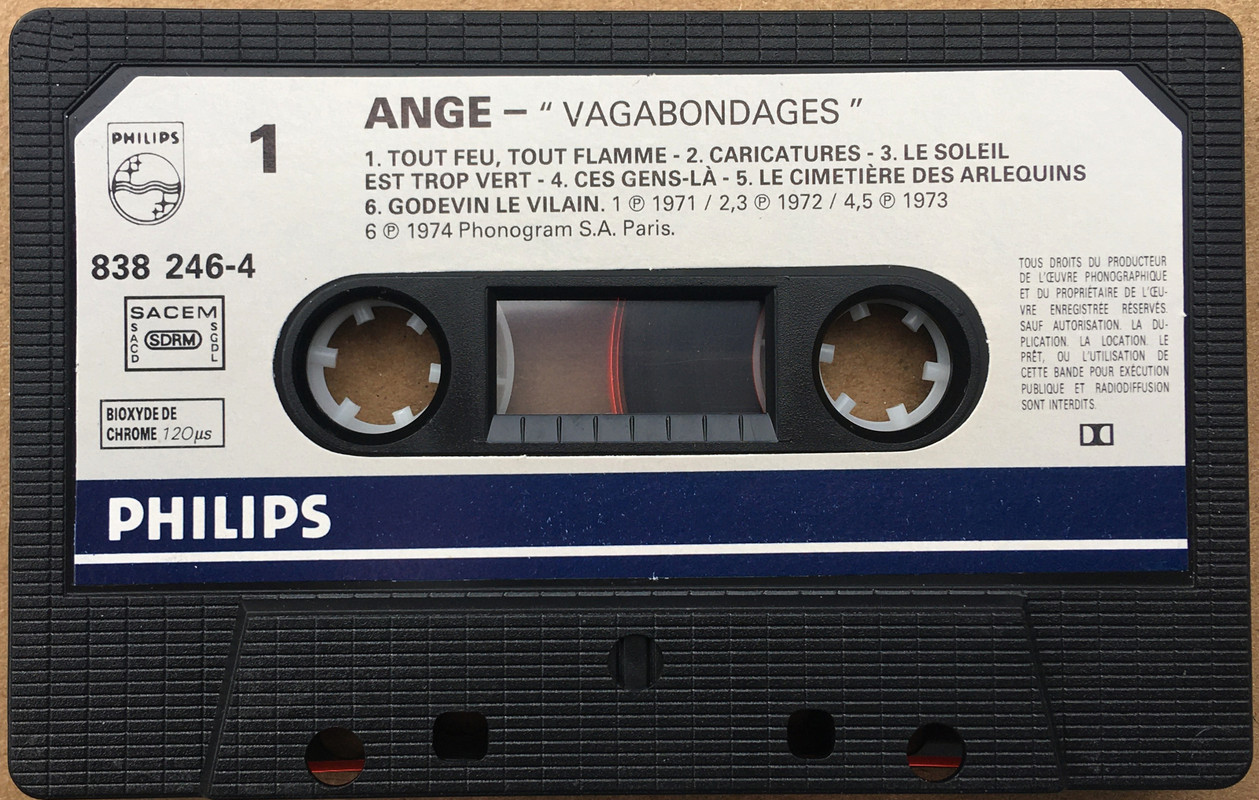 ANGE – “ VAGABONDAGES ”
PHILIPS
1
1. TOUT FEU, TOUT FLAMME - 2. CARICATURES - 3. LE SOLEIL
EST TROP VERT - 4. CES GENS-LÀ - 5. LE CIMETIÈRE DES ARLEQUINS
6. GODEVIN LE VILAIN. 1 ℗ 1971 / 2,3 ℗ 1972 / 4,5 ℗ 1973
6 ℗ 1974 Phonogram S.A. Paris.
838 246-4
SACEM
SACD
SDRM
SGDL
BIOXYDE DE
CHROME 120µs
TOUS DROITS DU PRODUCTEUR
DE L'ŒUVRE PHONOGRAPHIQUE
ET DU PROPRIÉTAIRE DE L'ŒU-
VRE ENREGISTRÉE RÉSERVÉS.
SAUF AUTORISATION. LA DU-
PLICATION. LA LOCATION. LE
PRÊT, OU L'UTILISATION DE
CETTE BANDE POUR EXÉCUTION
PUBLIQUE ET RADIODIFFUSION
SONT INTERDITS.
PHILIPS